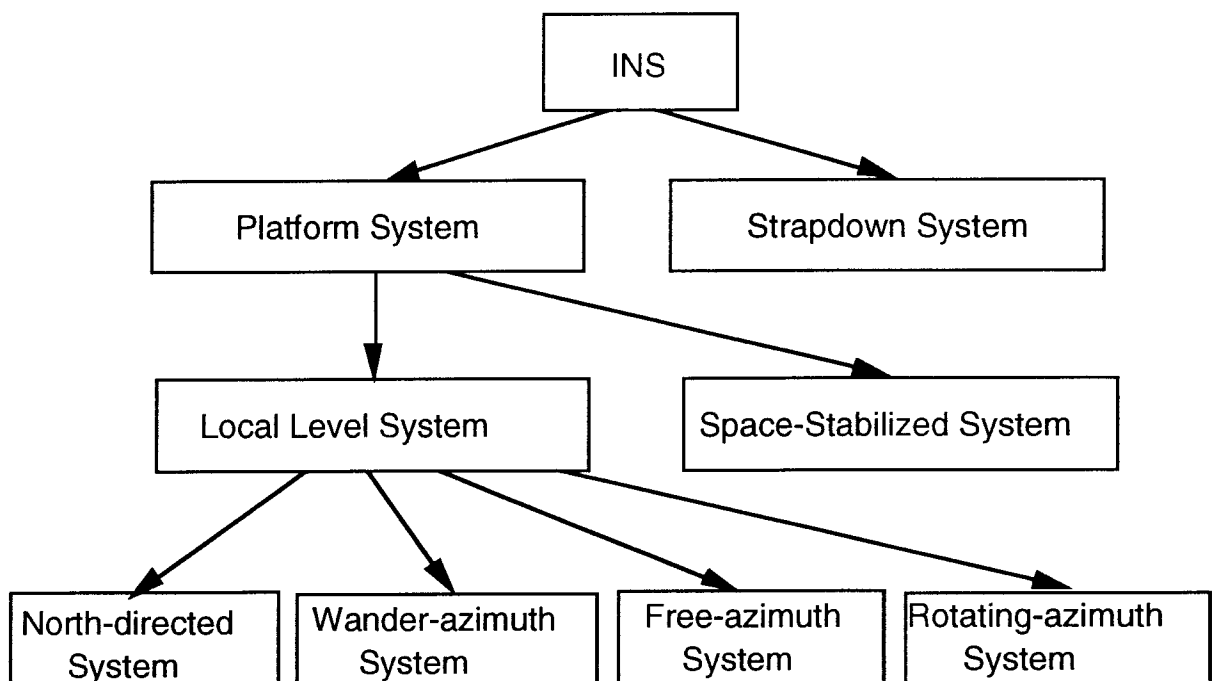 INS
Platform System
Strapdown System
Local Level System
Space-Stabilized System
North-directed
System
Wander-azimuth
System
Free-azimuth
System
Rotating-azimuth
System